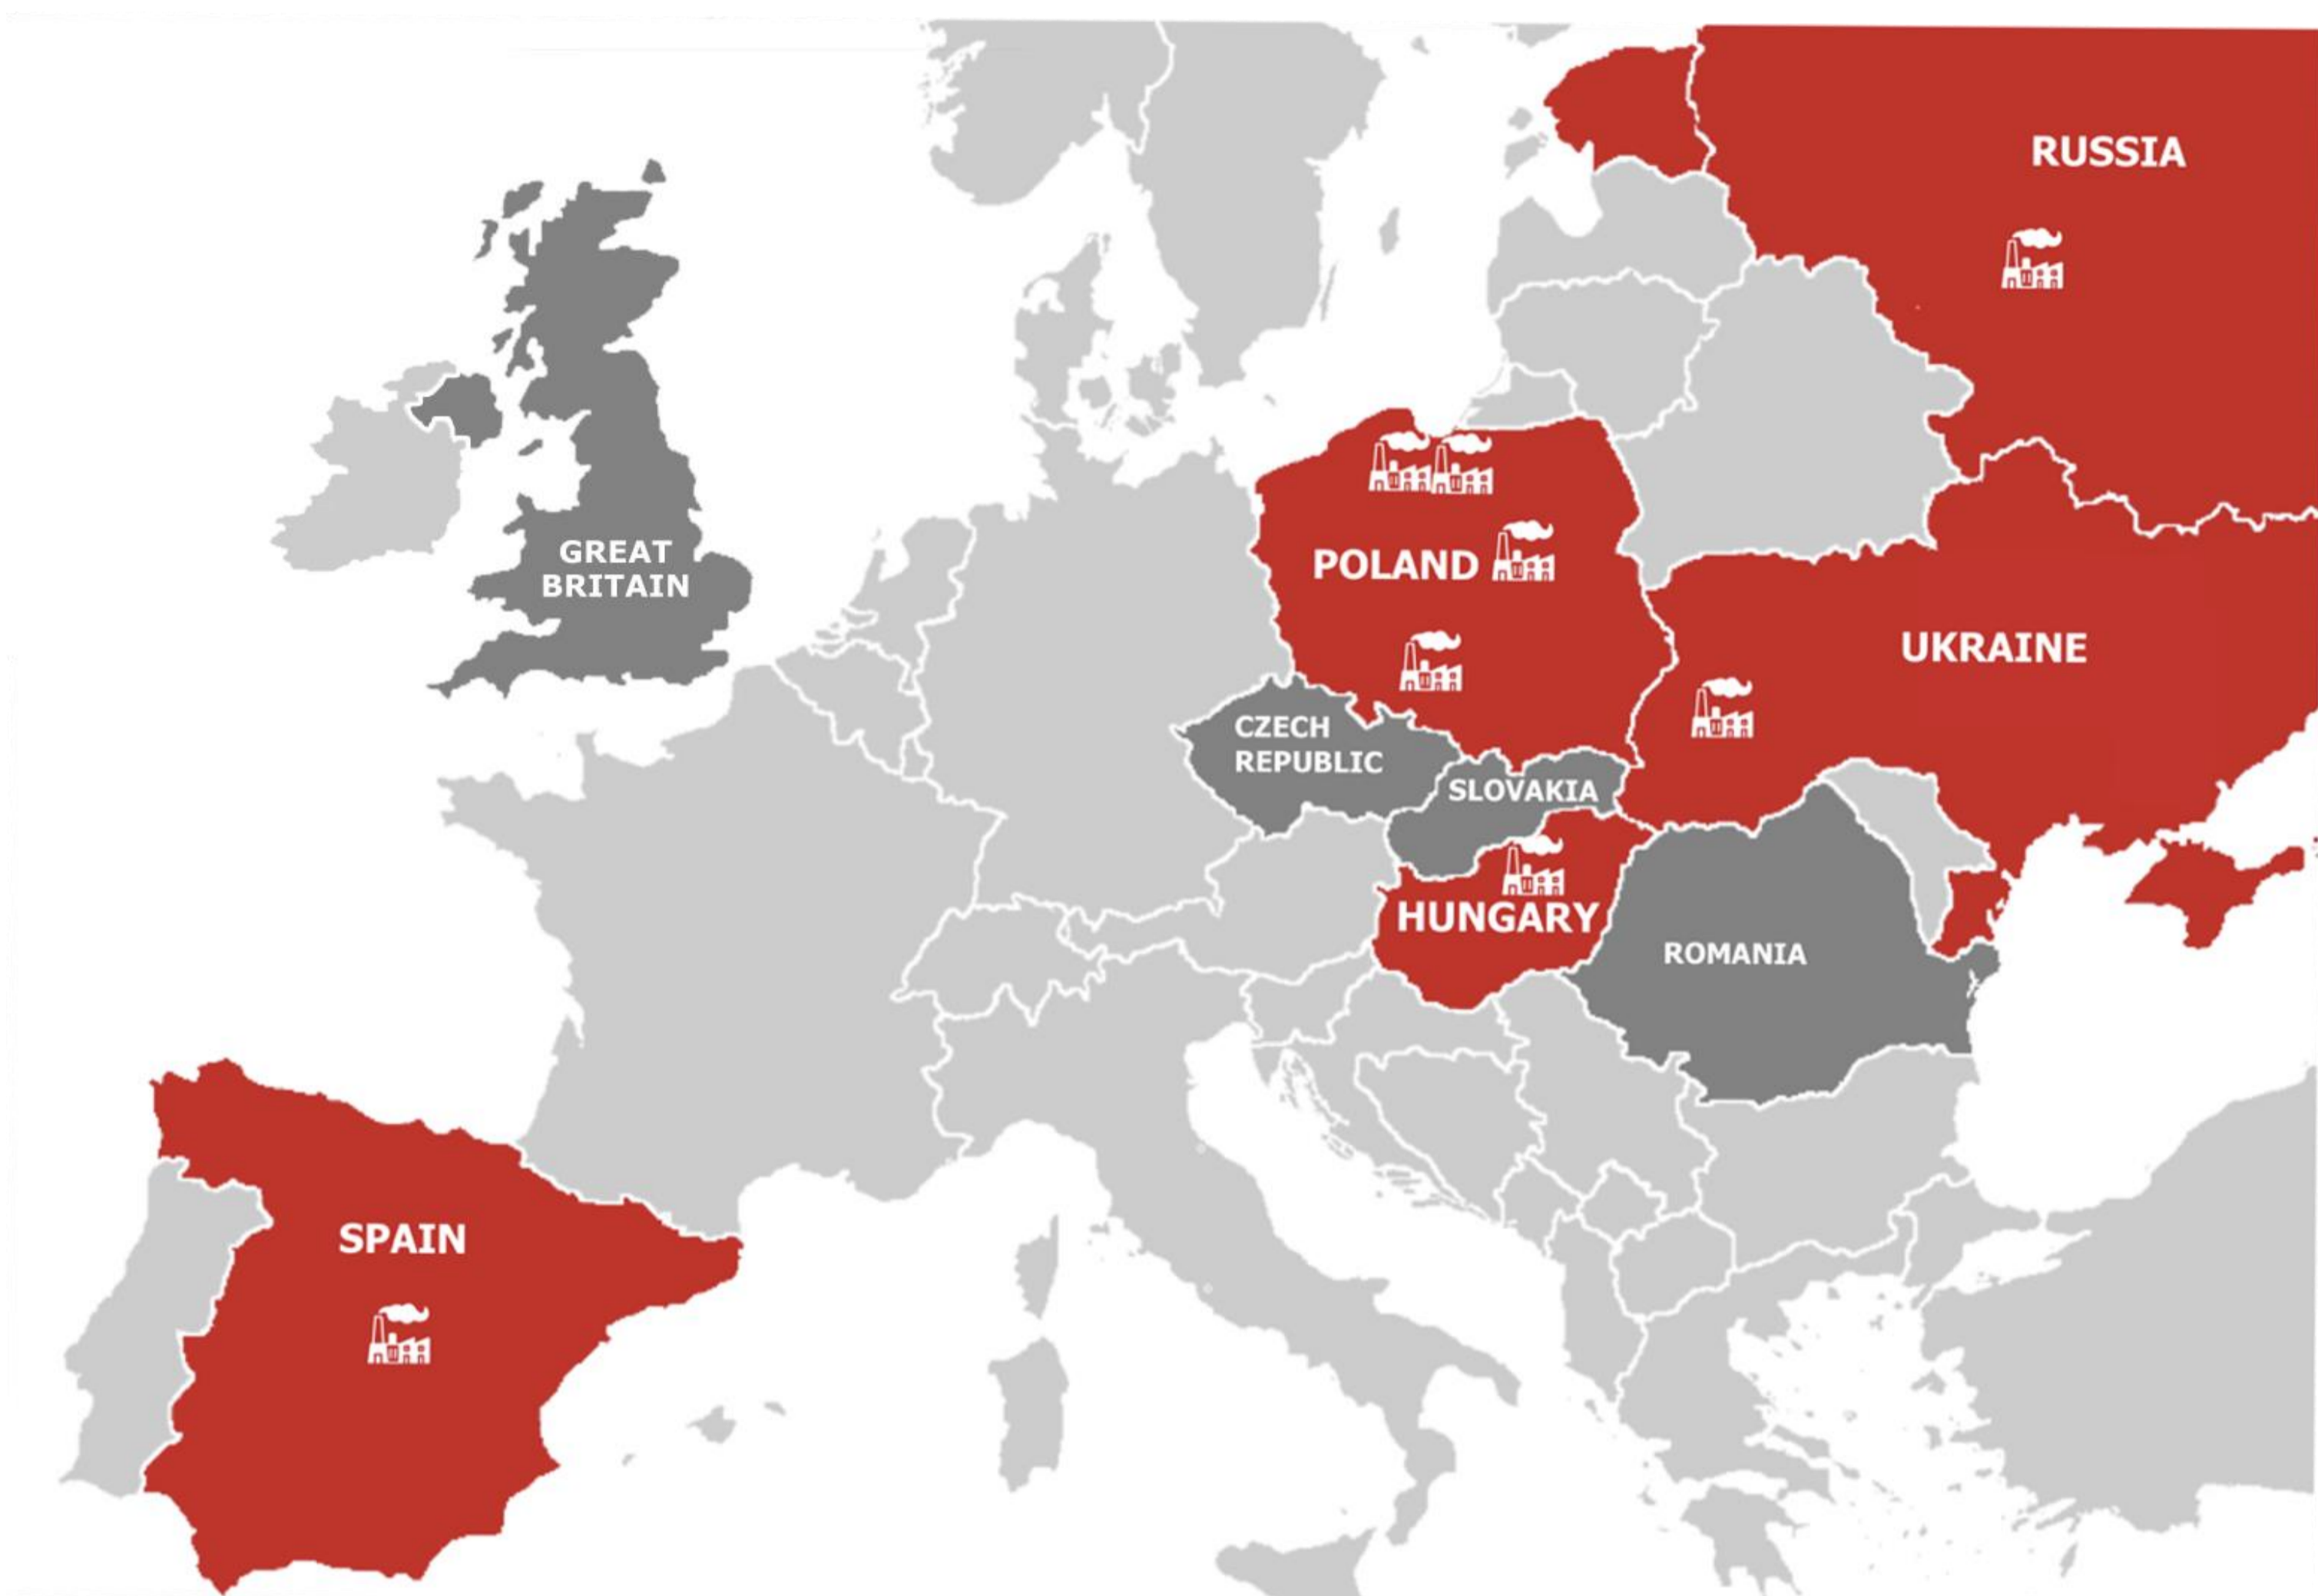 RUSSIA
GREAT
BRITAIN
POLAND
UKRAINE
CZECH
REPUBLIC
SLOVAKIA
HUNGARY
ROMANIA
SPAIN